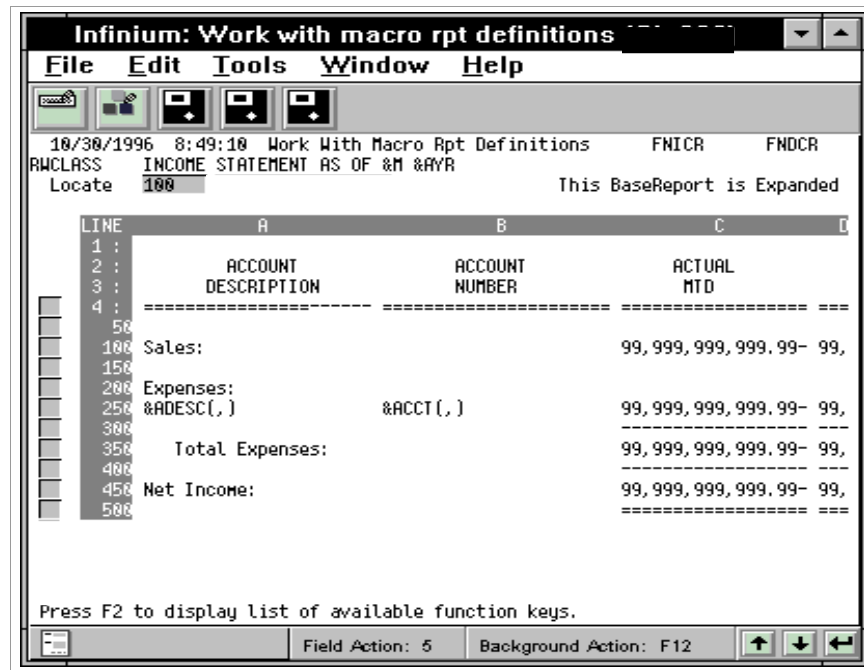 Infinium: Work with macro rpt definitions
File Edit Tools Window Help
10/30/1996 8:49:10 Work With Macro Rpt Definitions FNICR FNDCR
RWCLASS INCOME STATEMENT AS OF &M &AYR
Locate 100 This BaseReport is Expanded
LINE A B C D
1 :
2 : ACCOUNT ACCOUNT ACTUAL
3 : DESCRIPTION NUMBER MTD
4 : =====================------ ======================= =================== ===
50
100 Sales: 99,999,999,999.99- 99,
150
200 Expenses:
250 &ADESC(,) &ACCT(,) 99,999,999,999.99- 99,
300 ------------------- ---
350 Total Expenses: 99,999,999,999.99- 99,
400 ------------------- ---
450 Net Income: 99,999,999,999.99- 99,
500 =================== ===
Press F2 to display list of available function keys.
Field Action: 5 Background Action: F12